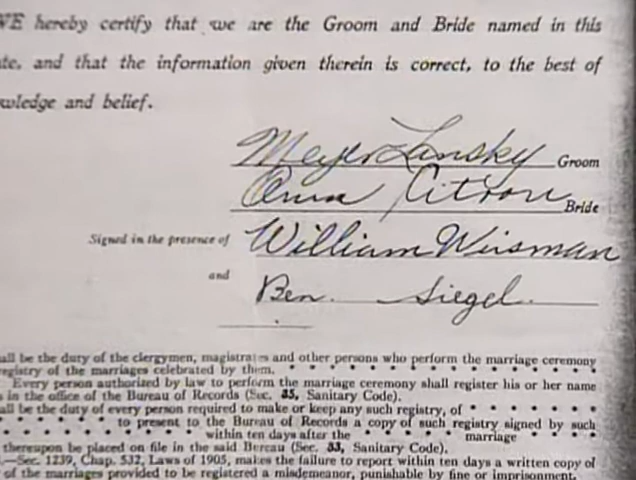 WE hereby certify that we are the Groom and Bride named in this
te, and that the information given therein is correct, to the best of
wledge and belief.
Meyer Lansky Groom
Anna Citron Bride
Signed in the presence of William Wiisman
and
Ben Siegel
all be the duty of the clergymen, magistrates and other persons who perform the marriage ceremony
registry of the marriages celebrated by them.
Every person authorized by law to perform the marriage ceremony shall register his or her name
in the office of the Bureau of Records (Sec. 35, Sanitary Code).
all be the duty of every person required to make or keep any such registry, of
to present to the Bureau of Records a copy of such registry signed by such
within ten days after the marriage
thereupon be placed on file in the said Bureau (Sec. 33, Sanitary Code).
.—Sec. 1239, Chap. 532, Laws of 1905, makes the failure to report within ten days a written copy of
of the marriages provided to be registered a misdemeanor, punishable by fine or imprisonment.